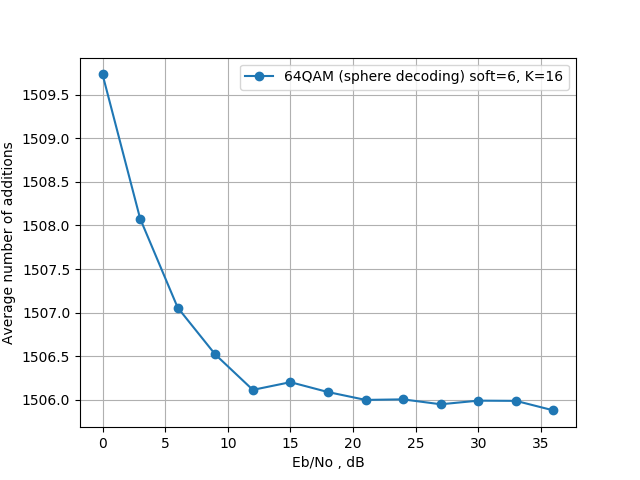 64QAM (sphere decoding) soft=6, K=16
Average number of additions
1509.5
1509.0
1508.5
1508.0
1507.5
1507.0
1506.5
1506.0
0 5 10 15 20 25 30 35
Eb/No , dB